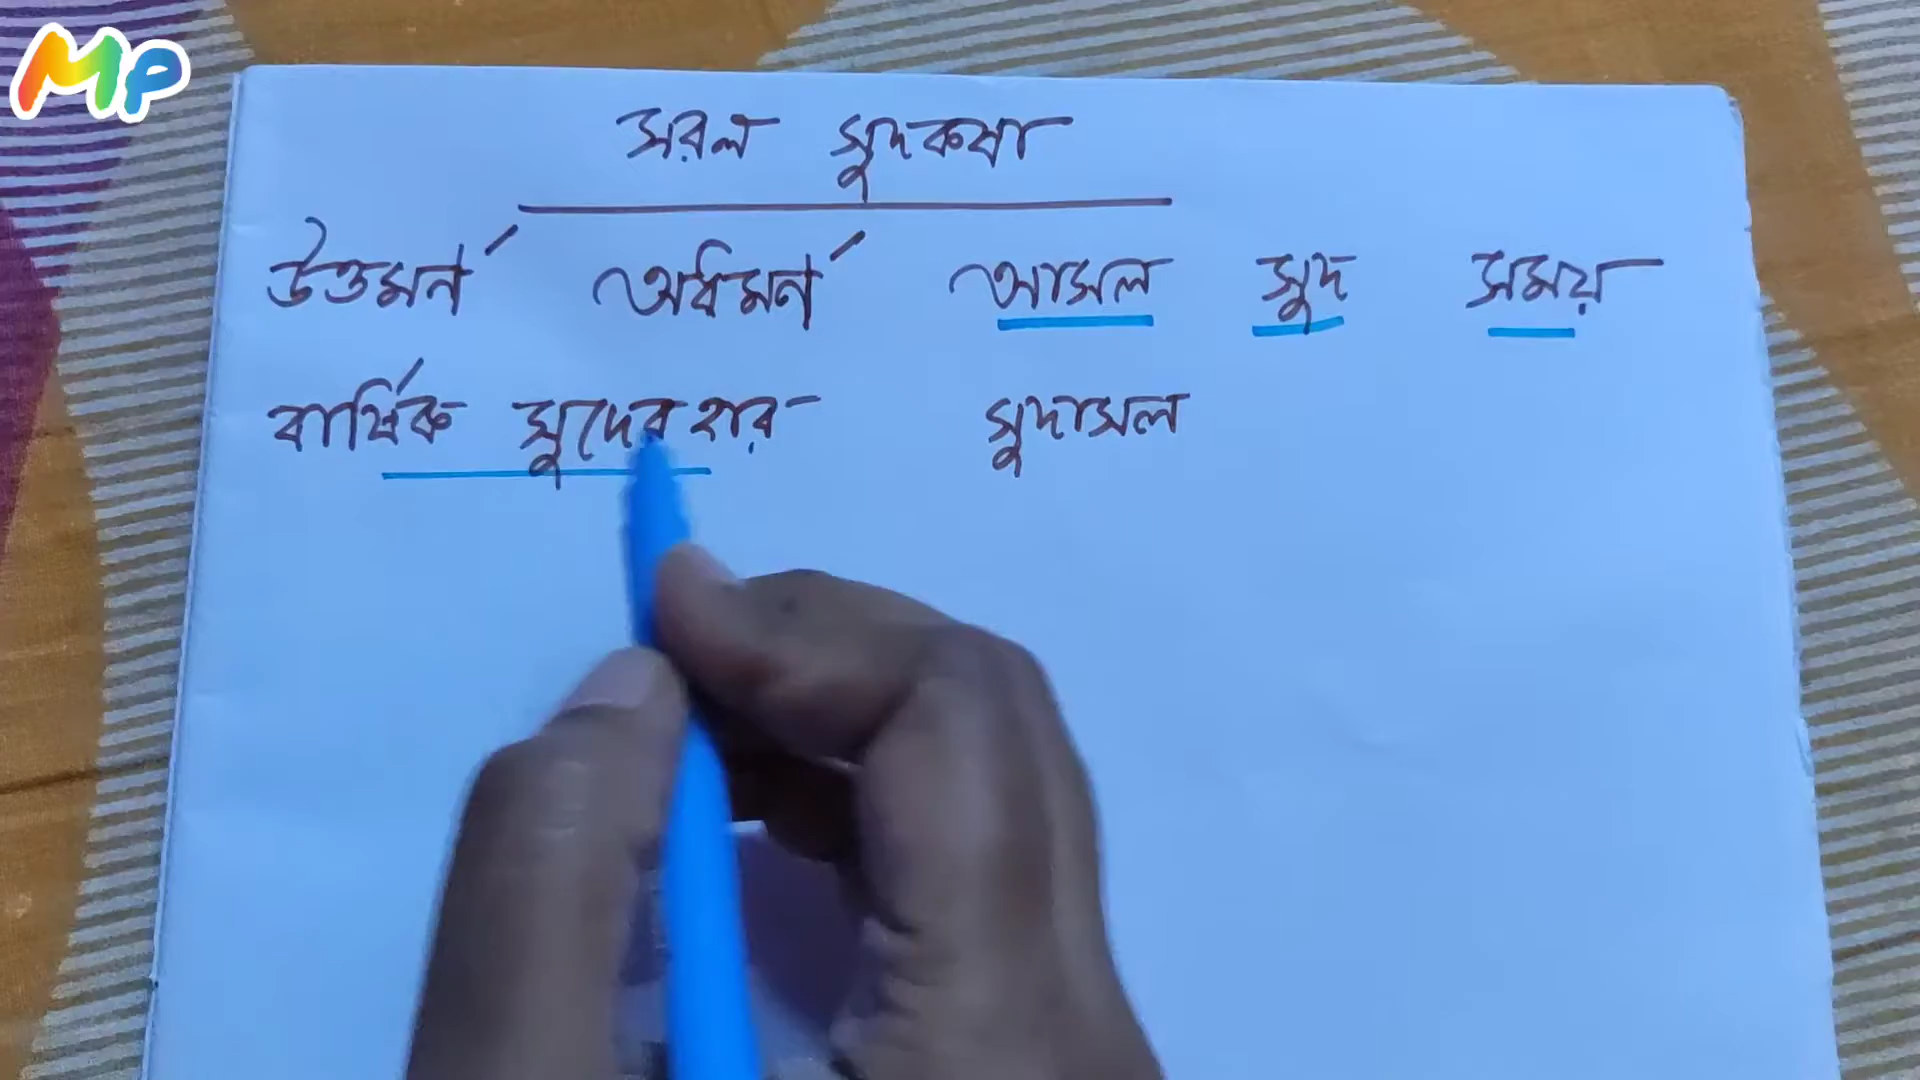 MP
সরল সুদকষা
উত্তমর্ণ অধমর্ণ আসল সুদ সময়
বার্ষিক সুদের হার সুদাসল